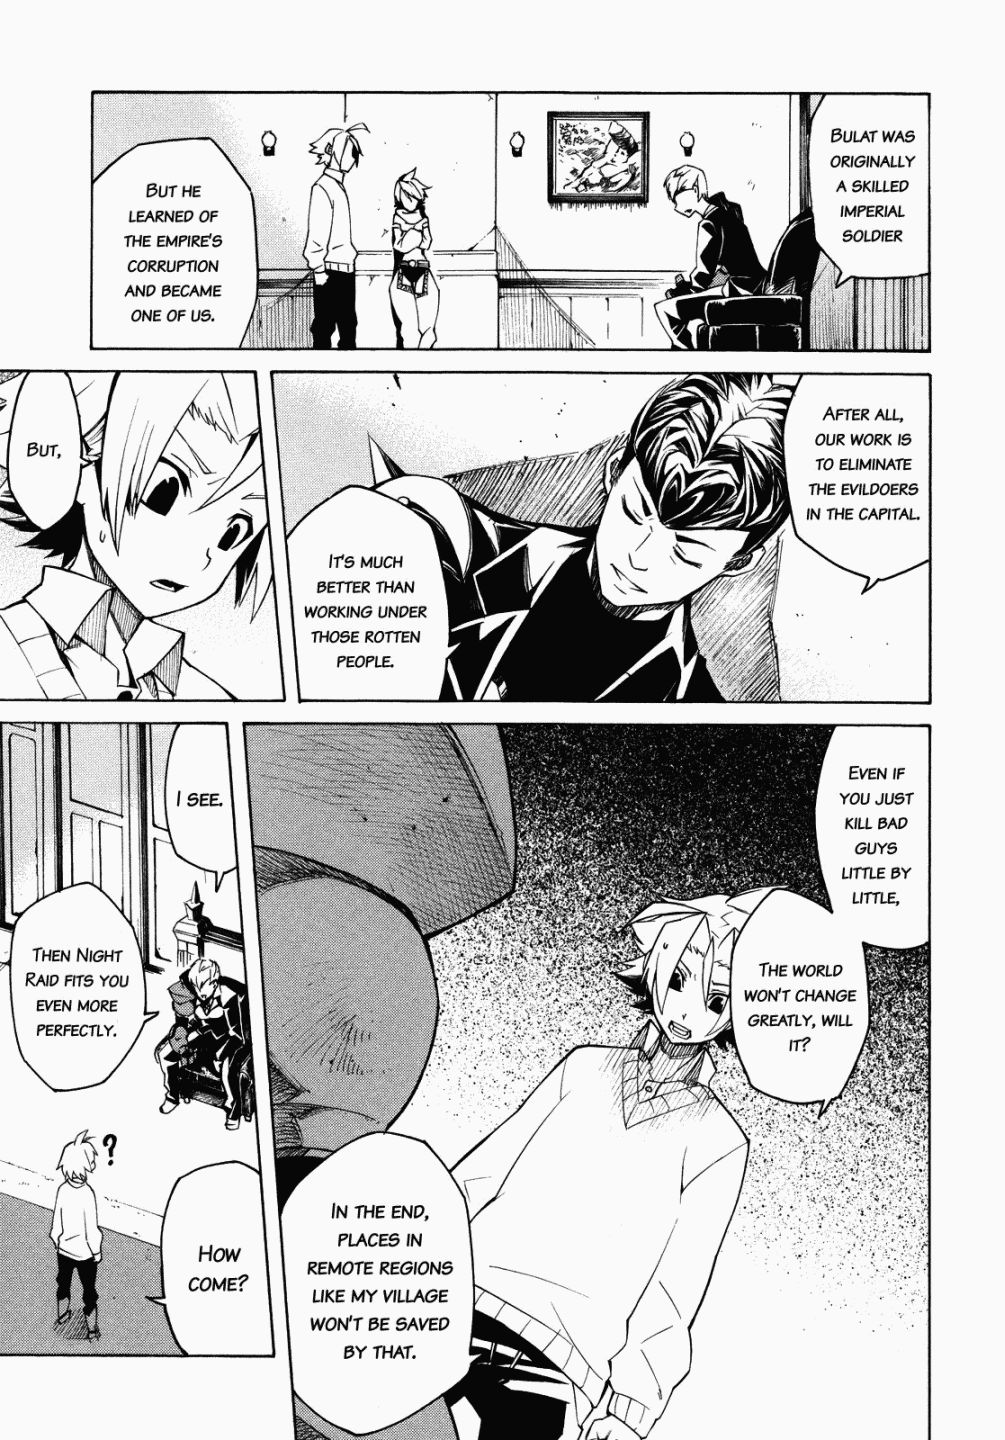 BULAT WAS
ORIGINALLY
A SKILLED
IMPERIAL
SOLDIER
BUT HE
LEARNED OF
THE EMPIRE'S
CORRUPTION
AND BECAME
ONE OF US.
AFTER ALL,
OUR WORK IS
TO ELIMINATE
THE EVILDOERS
IN THE CAPITAL.
IT'S MUCH
BETTER THAN
WORKING UNDER
THOSE ROTTEN
PEOPLE.
BUT,
EVEN IF
YOU JUST
KILL BAD
GUYS
LITTLE BY
LITTLE,
THE WORLD
WON'T CHANGE
GREATLY, WILL
IT?
IN THE END,
PLACES IN
REMOTE REGIONS
LIKE MY VILLAGE
WON'T BE SAVED
BY THAT.
I SEE.
THEN NIGHT
RAID FITS YOU
EVEN MORE
PERFECTLY.
?
HOW
COME?